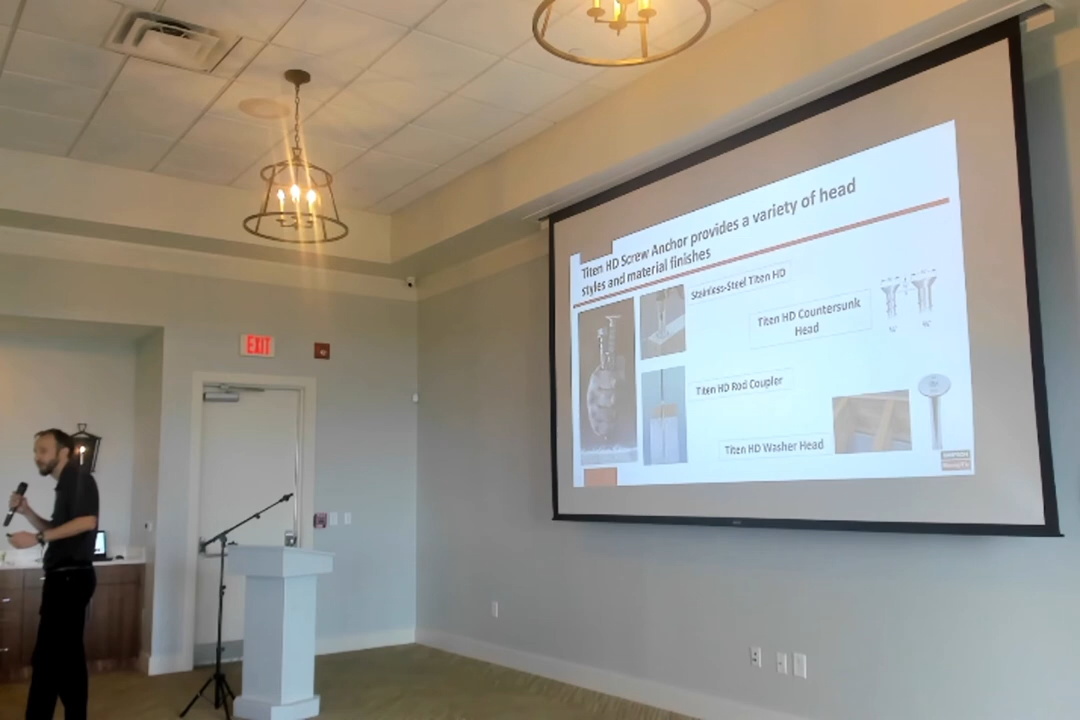 Titen HD Screw Anchor provides a variety of head
styles and material finishes
Stainless-Steel Titen HD
Titen HD Countersunk
Head
Titen HD Rod Coupler
Titen HD Washer Head
EXIT